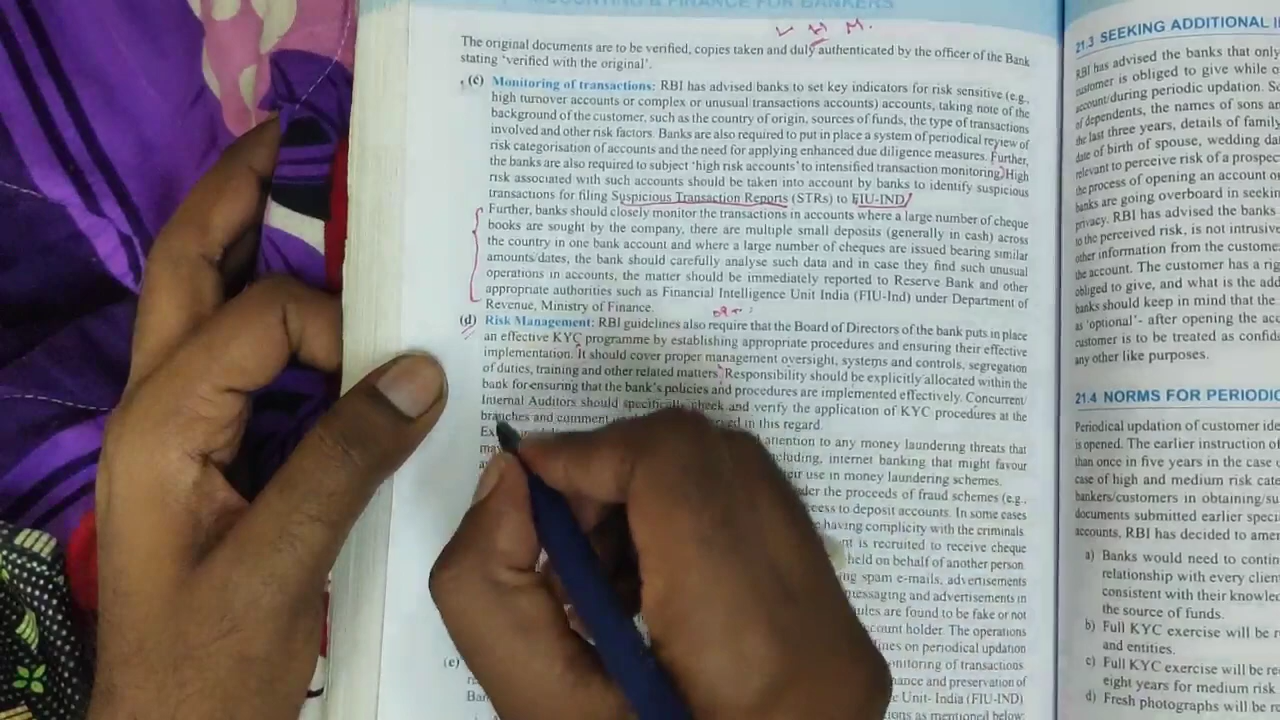 ACCOUNTING & FINANCE FOR BANKERS
L H M.
The original documents are to be verified, copies taken and duly authenticated by the officer of the Bank
stating 'verified with the original'.
(c) Monitoring of transactions: RBI has advised banks to set key indicators for risk sensitive (e.g.,
high turnover accounts or complex or unusual transactions accounts) accounts, taking note of the
background of the customer, such as the country of origin, sources of funds, the type of transactions
involved and other risk factors. Banks are also required to put in place a system of periodical review of
risk categorisation of accounts and the need for applying enhanced due diligence measures. Further,
the banks are also required to subject 'high risk accounts' to intensified transaction monitoring. High
risk associated with such accounts should be taken into account by banks to identify suspicious
transactions for filing Suspicious Transaction Reports (STRs) to FIU-IND/
Further, banks should closely monitor the transactions in accounts where a large number of cheque
books are sought by the company, there are multiple small deposits (generally in cash) across
the country in one bank account and where a large number of cheques are issued bearing similar
amounts/dates, the bank should carefully analyse such data and in case they find such unusual
operations in accounts, the matter should be immediately reported to Reserve Bank and other
appropriate authorities such as Financial Intelligence Unit India (FIU-Ind) under Department of
Revenue, Ministry of Finance.
(d) Risk Management: RBI guidelines also require that the Board of Directors of the bank puts in place
an effective KYC programme by establishing appropriate procedures and ensuring their effective
implementation. It should cover proper management oversight, systems and controls, segregation
of duties, training and other related matters. Responsibility should be explicitly allocated within the
bank for ensuring that the bank's policies and procedures are implemented effectively. Concurrent/
Internal Auditors should specifically check and verify the application of KYC procedures at the
branches and comment in this regard.
attention to any money laundering threats that
internet banking that might favour
use in money laundering schemes.
the proceeds of fraud schemes (e.g.,
to deposit accounts. In some cases
having complicity with the criminals
is recruited to receive cheque
held on behalf of another person.
spam e-mails, advertisements
messaging and advertisements in
are found to be fake or not
account holder. The operations
on periodical updation
monitoring of transactions.
and preservation of
(e)
Unit- India (FIU-IND)
as mentioned below:
21.3 SEEKING ADDITIONAL
RBI has advised the banks that only
customer is obliged to give while
account/during periodic updation.
of dependents, the names of sons
the last three years, details of family
date of birth of spouse, wedding
relevant to perceive risk of a prospec
the process of opening an account
banks are going overboard in seeking
privacy. RBI has advised the banks
to the perceived risk, is not intrusive
other information from the custome
the account. The customer has a rig
obliged to give, and what is the add
banks should keep in mind that the
as 'optional'- after opening the acc
customer is to be treated as confid
any other like purposes.
21.4 NORMS FOR PERIODIC
Periodical updation of customer ide
is opened. The earlier instruction of
than once in five years in the case
case of high and medium risk cate
bankers/customers in obtaining/su
documents submitted earlier speci
accounts, RBI has decided to amen
a) Banks would need to contin
relationship with every client
consistent with their knowled
the source of funds.
b) Full KYC exercise will be r
and entities.
c) Full KYC exercise will be re
eight years for medium risk
d) Fresh photographs will be r